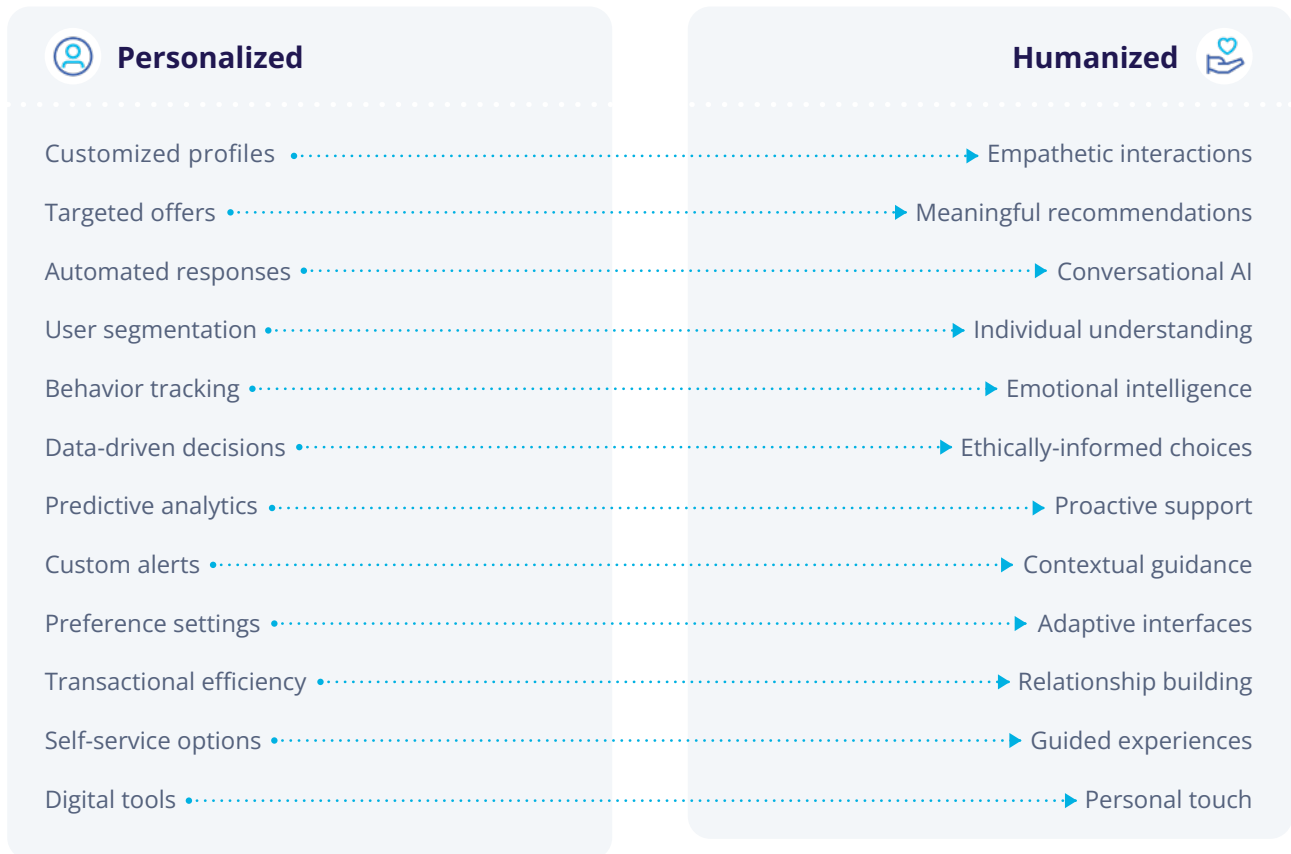 Personalized Humanized
Customized profiles Empathetic interactions
Targeted offers Meaningful recommendations
Automated responses Conversational AI
User segmentation Individual understanding
Behavior tracking Emotional intelligence
Data-driven decisions Ethically-informed choices
Predictive analytics Proactive support
Custom alerts Contextual guidance
Preference settings Adaptive interfaces
Transactional efficiency Relationship building
Self-service options Guided experiences
Digital tools Personal touch